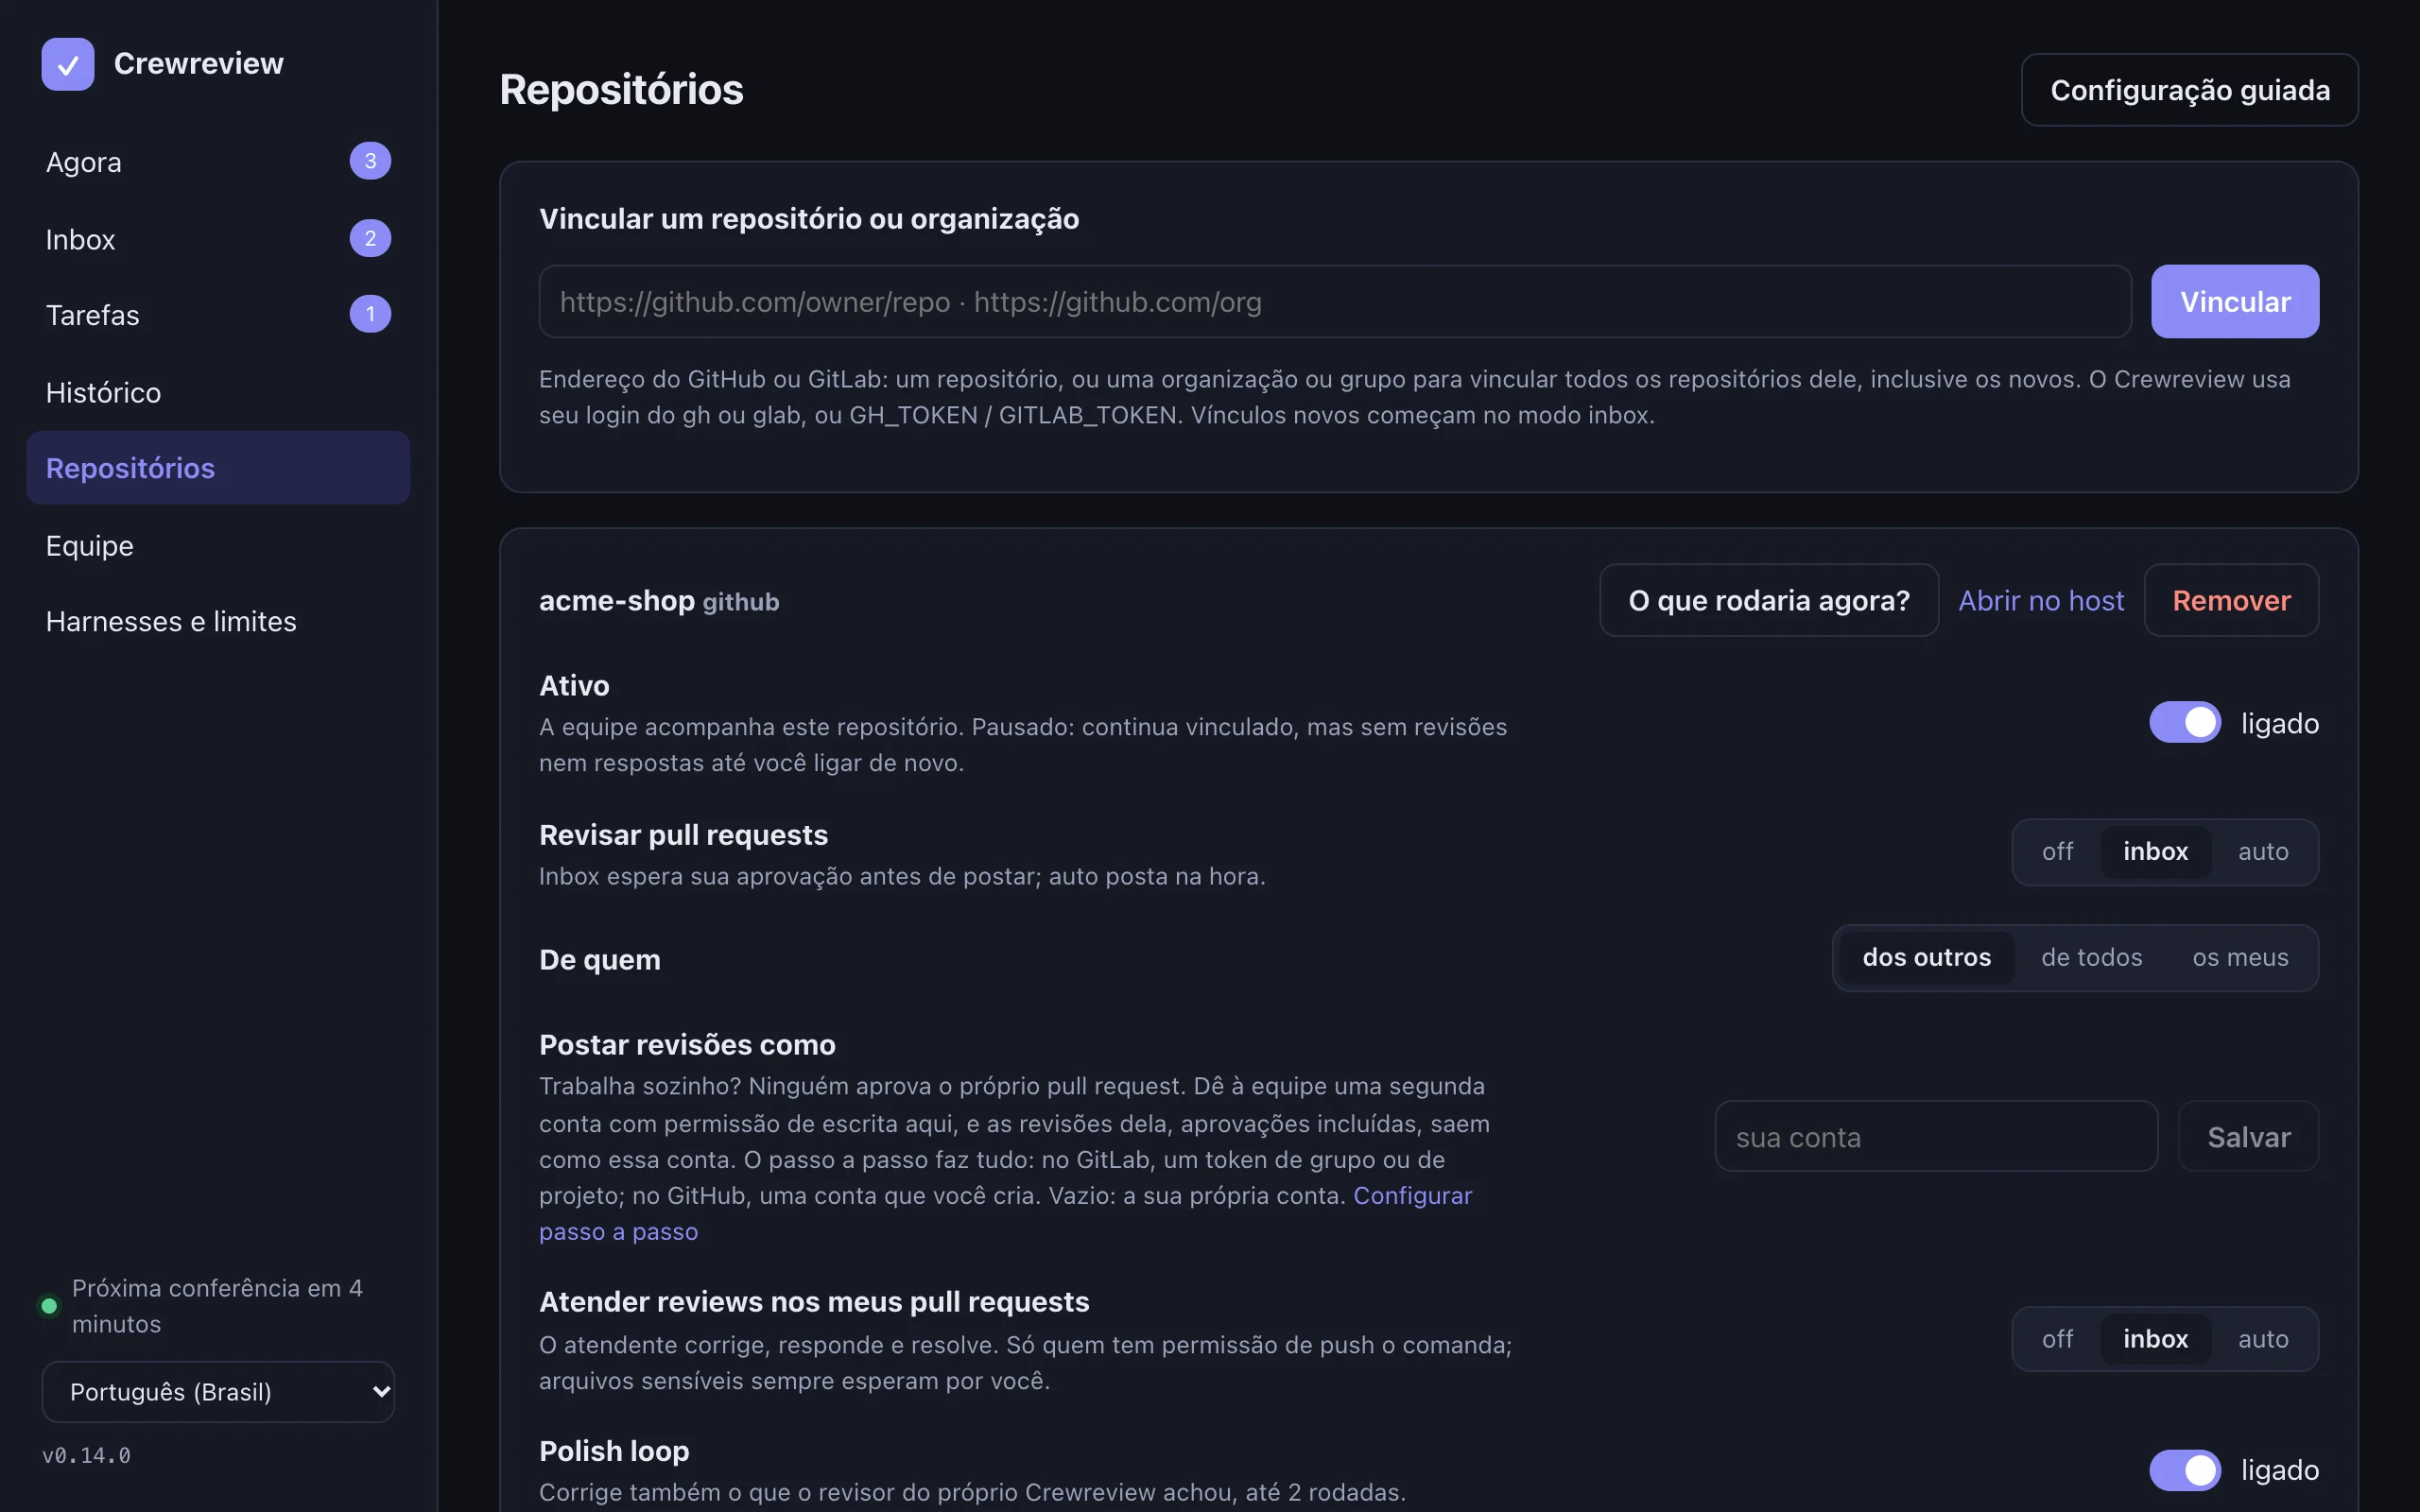 Crewreview
Agora 3
Inbox 2
Tarefas 1
Histórico
Repositórios
Equipe
Harnesses e limites
Próxima conferência em 4
minutos
Português (Brasil)
v0.14.0
Repositórios
Configuração guiada
Vincular um repositório ou organização
https://github.com/owner/repo · https://github.com/org
Vincular
Endereço do GitHub ou GitLab: um repositório, ou uma organização ou grupo para vincular todos os repositórios dele, inclusive os novos. O Crewreview usa
seu login do gh ou glab, ou GH_TOKEN / GITLAB_TOKEN. Vínculos novos começam no modo inbox.
acme-shop github
O que rodaria agora?
Abrir no host
Remover
Ativo
A equipe acompanha este repositório. Pausado: continua vinculado, mas sem revisões
nem respostas até você ligar de novo.
ligado
Revisar pull requests
Inbox espera sua aprovação antes de postar; auto posta na hora.
off inbox auto
De quem
dos outros de todos os meus
Postar revisões como
Trabalha sozinho? Ninguém aprova o próprio pull request. Dê à equipe uma segunda
conta com permissão de escrita aqui, e as revisões dela, aprovações incluídas, saem
como essa conta. O passo a passo faz tudo: no GitLab, um token de grupo ou de
projeto; no GitHub, uma conta que você cria. Vazio: a sua própria conta. Configurar
passo a passo
sua conta
Salvar
Atender reviews nos meus pull requests
O atendente corrige, responde e resolve. Só quem tem permissão de push o comanda;
arquivos sensíveis sempre esperam por você.
off inbox auto
Polish loop
Corrige também o que o revisor do próprio Crewreview achou, até 2 rodadas.
ligado